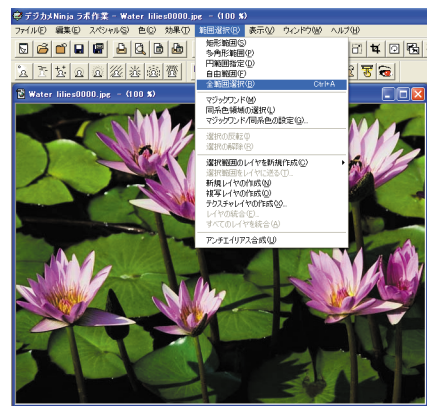 デジカメNinja ラボ作業 - Water lilies0000.jpg - (100 %)
ファイル(F) 編集(E) スペシャル(S) 色(C) 効果(T) 範囲選択(R) 表示(V) ウィンドウ(W) ヘルプ(H)
矩形範囲(S)
多角形範囲(P)
円範囲指定(D)
自由範囲(F)
全範囲選択(R) Ctrl+A
マジックワンド(M)
同系色領域の選択(L)
マジックワンド/同系色の設定(G)...
選択の反転(I)
選択の解除(R)
選択範囲のレイヤを新規作成(C)
選択範囲をレイヤに送る(T)...
新規レイヤの作成(N)
複写レイヤの作成(O)
テクスチャレイヤの作成(X)...
レイヤの統合(E)...
すべてのレイヤを統合(A)
アンチエイリアス合成(U)
Water lilies0000.jpg - (100 %)